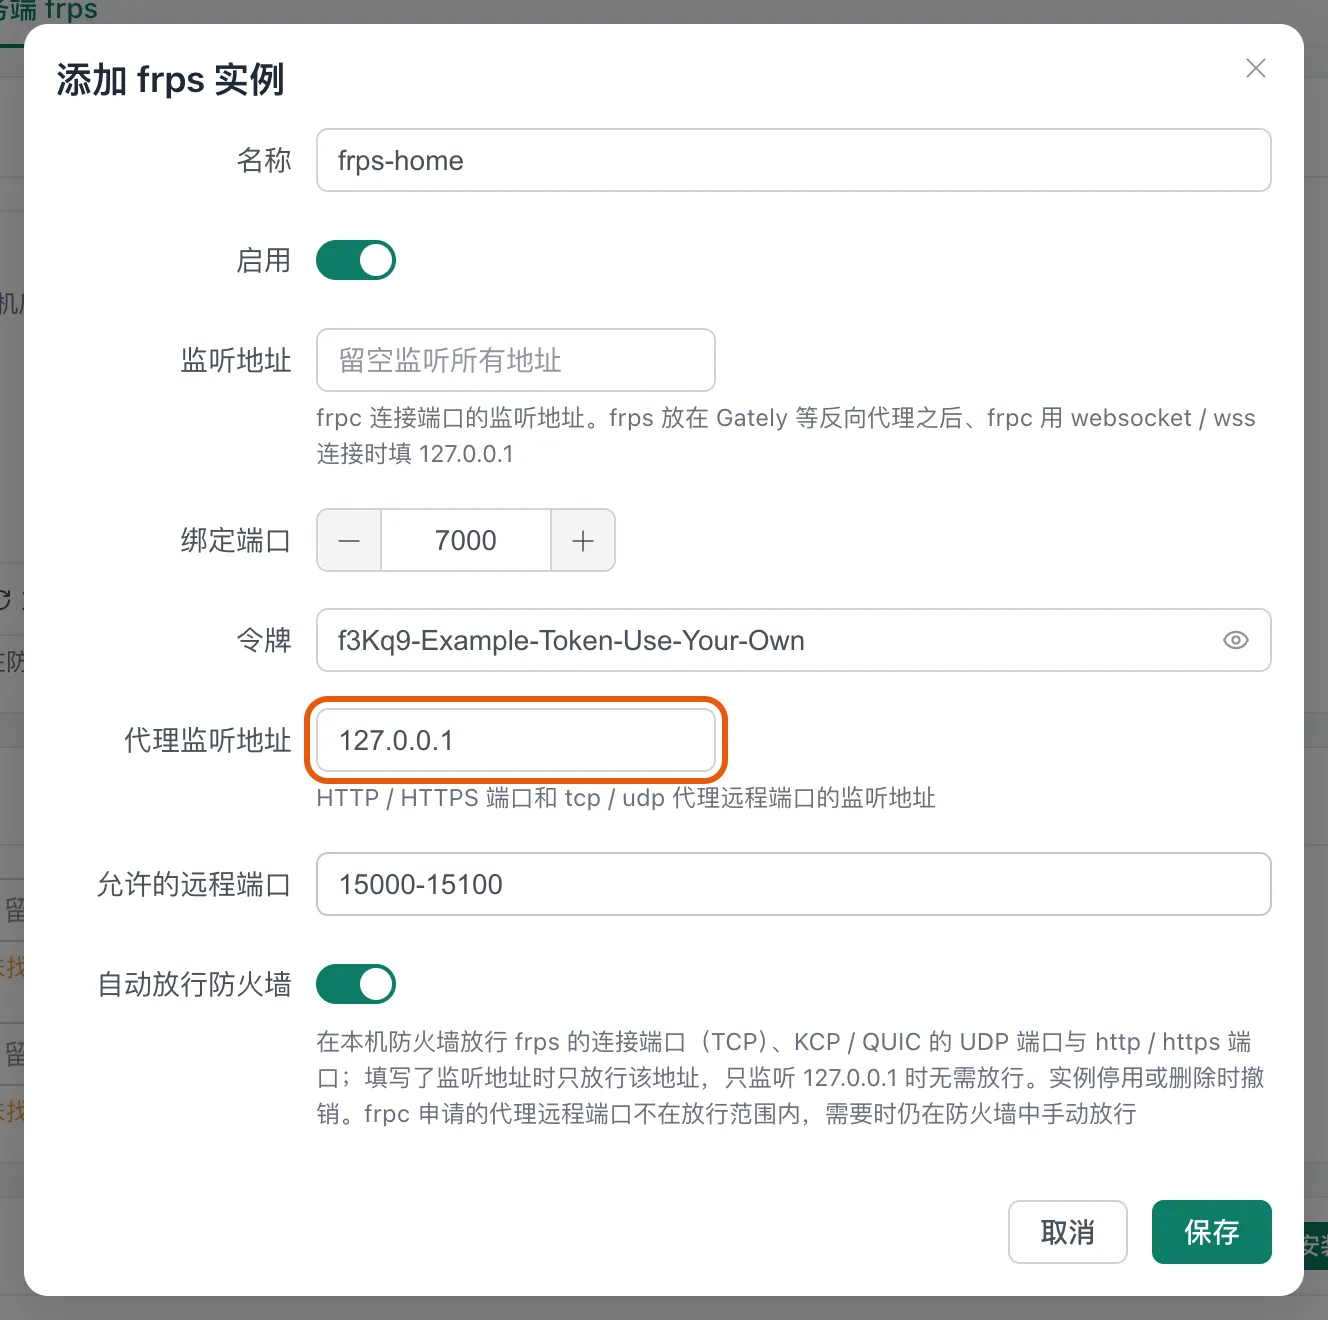 务端 frps
添加 frps 实例
名称
frps-home
启用
监听地址
留空监听所有地址
frpc 连接端口的监听地址。frps 放在 Gately 等反向代理之后、frpc 用 websocket / wss
连接时填 127.0.0.1
绑定端口
7000
令牌
f3Kq9-Example-Token-Use-Your-Own
代理监听地址
127.0.0.1
HTTP / HTTPS 端口和 tcp / udp 代理远程端口的监听地址
允许的远程端口
15000-15100
自动放行防火墙
在本机防火墙放行 frps 的连接端口（TCP）、KCP / QUIC 的 UDP 端口与 http / https 端
口；填写了监听地址时只放行该地址，只监听 127.0.0.1 时无需放行。实例停用或删除时撤
销。frpc 申请的代理远程端口不在放行范围内，需要时仍在防火墙中手动放行
取消
保存
留
留